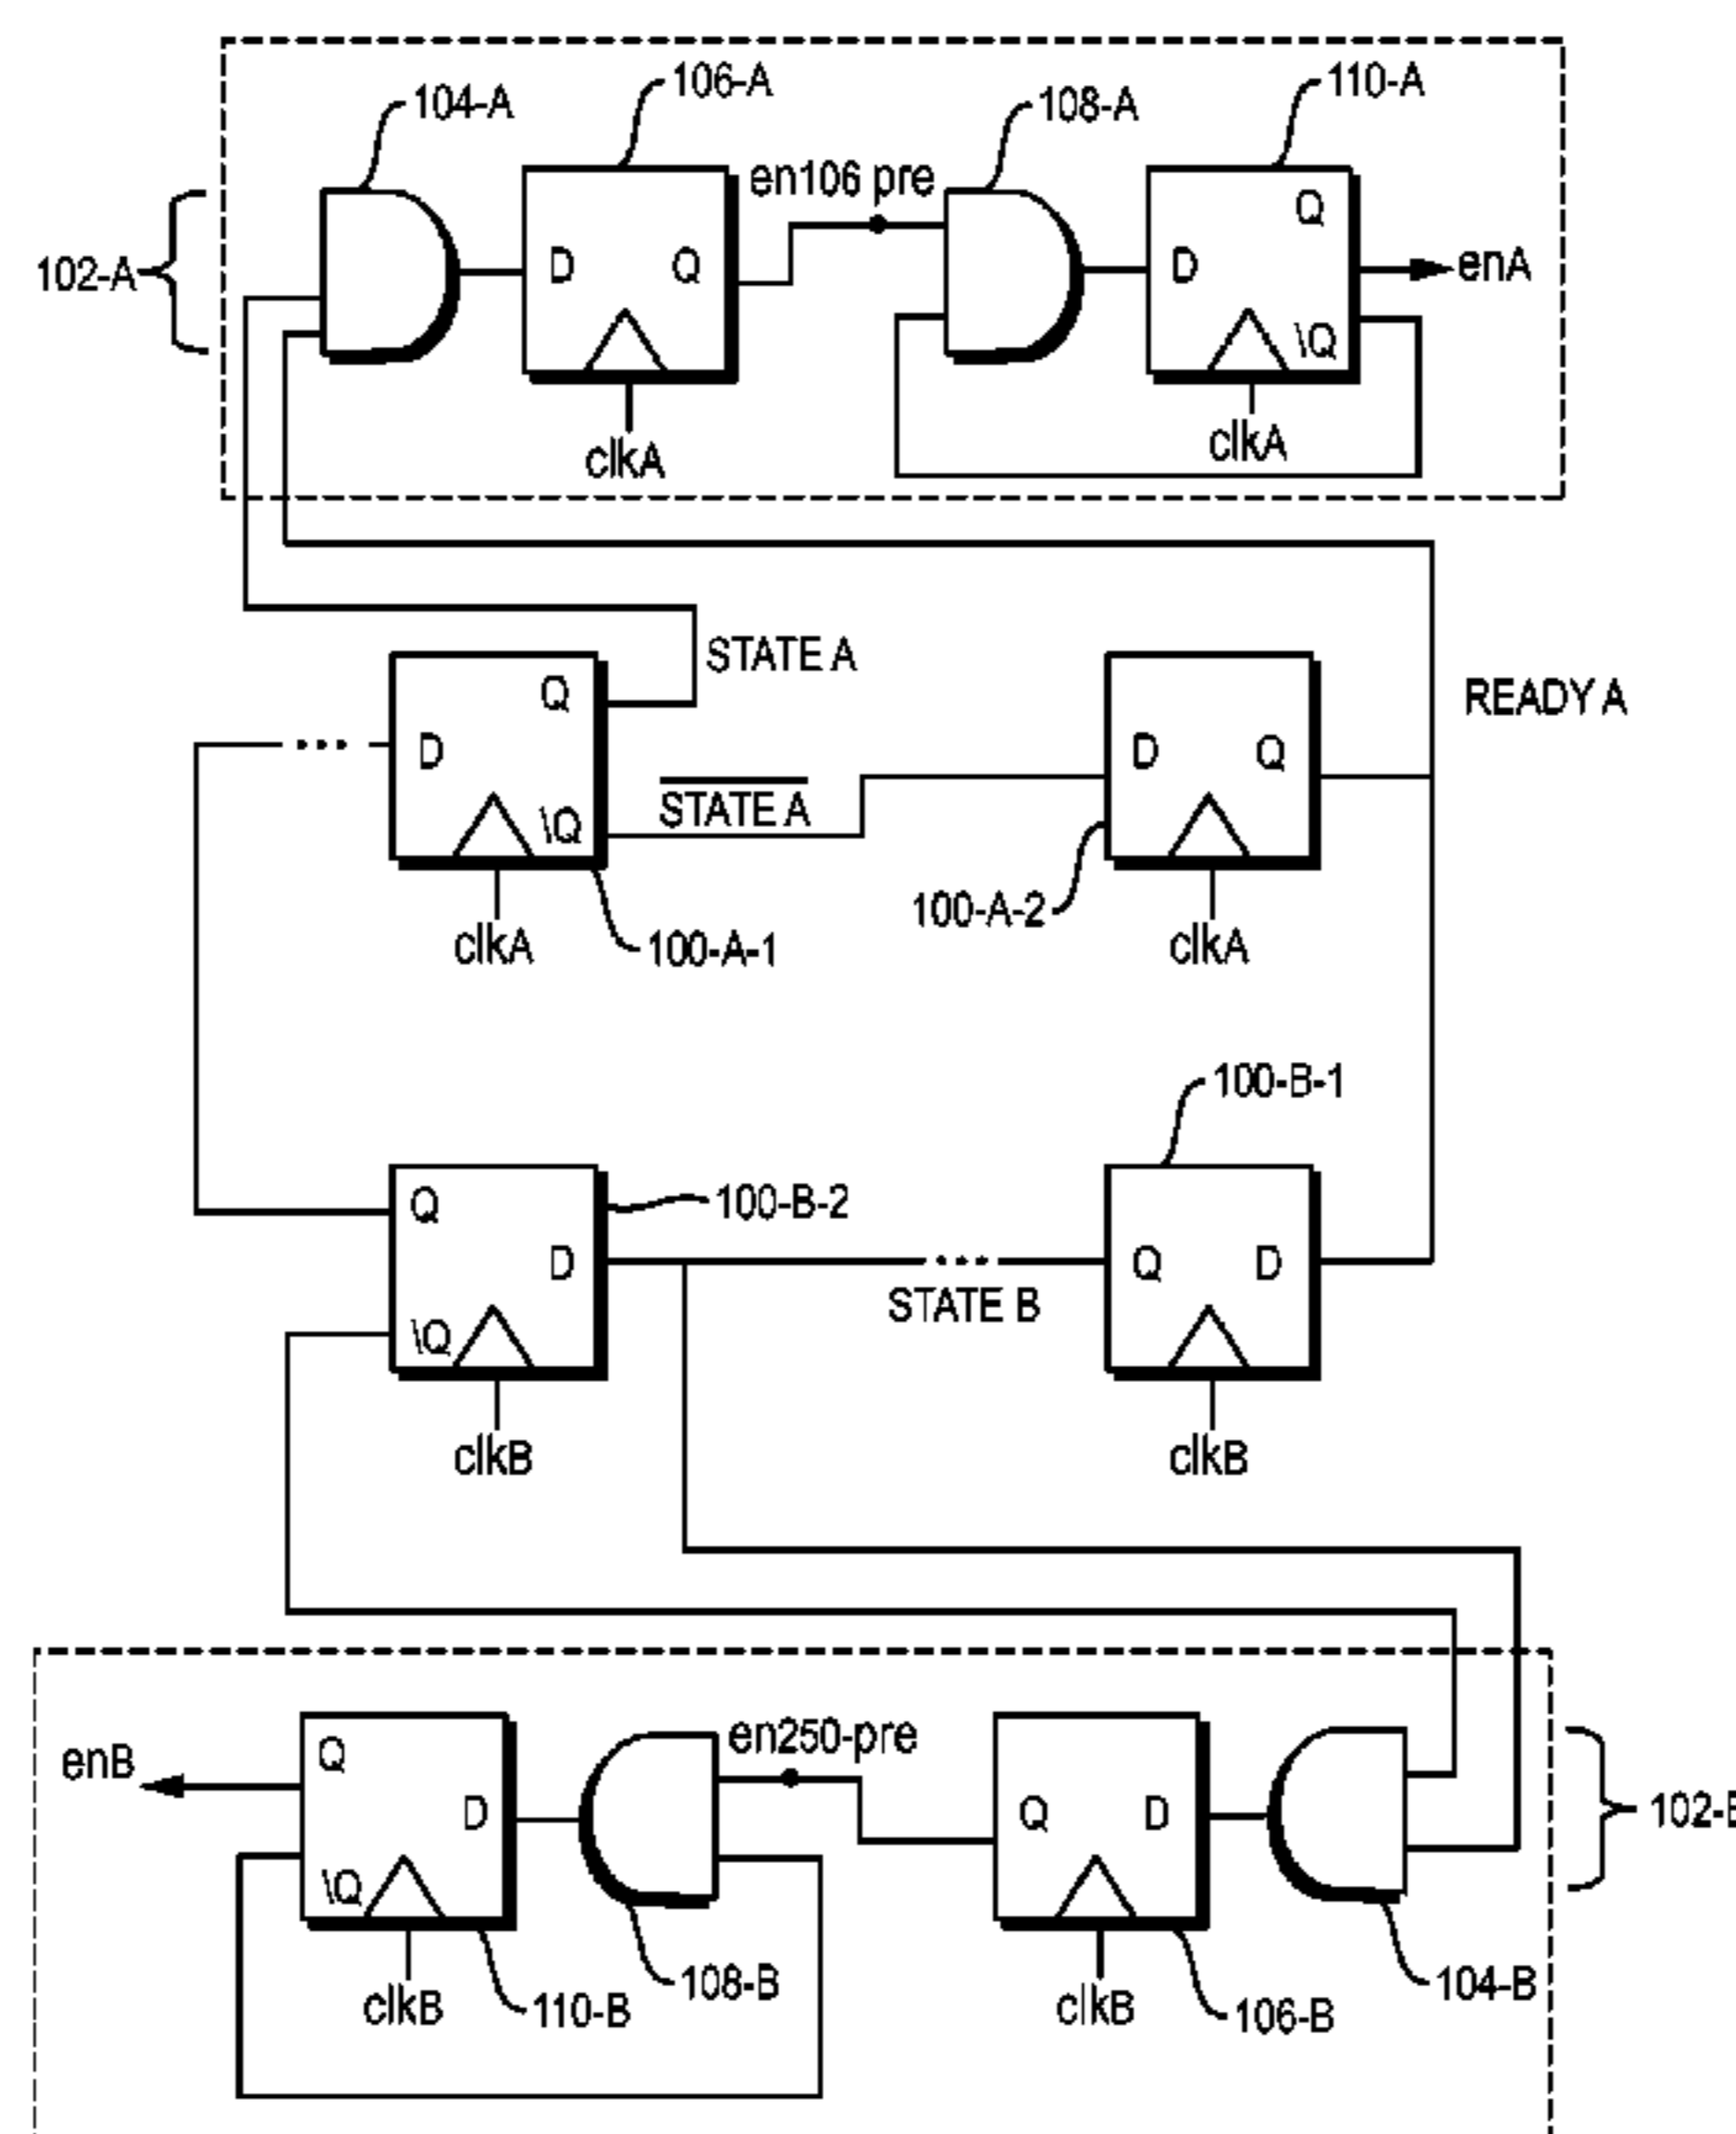 104-A
106-A
108-A
110-A
102-A
en106 pre
D
Q
D
Q
\Q
enA
clkA
clkA
STATE A
READY A
Q
D
\Q
STATE A
D
Q
clkA
100-A-1
100-A-2
clkA
100-B-1
100-B-2
Q
D
\Q
STATE B
Q
D
clkB
clkB
enB
Q
D
\Q
en250-pre
Q
D
102-B
clkB
110-B
108-B
clkB
106-B
104-B